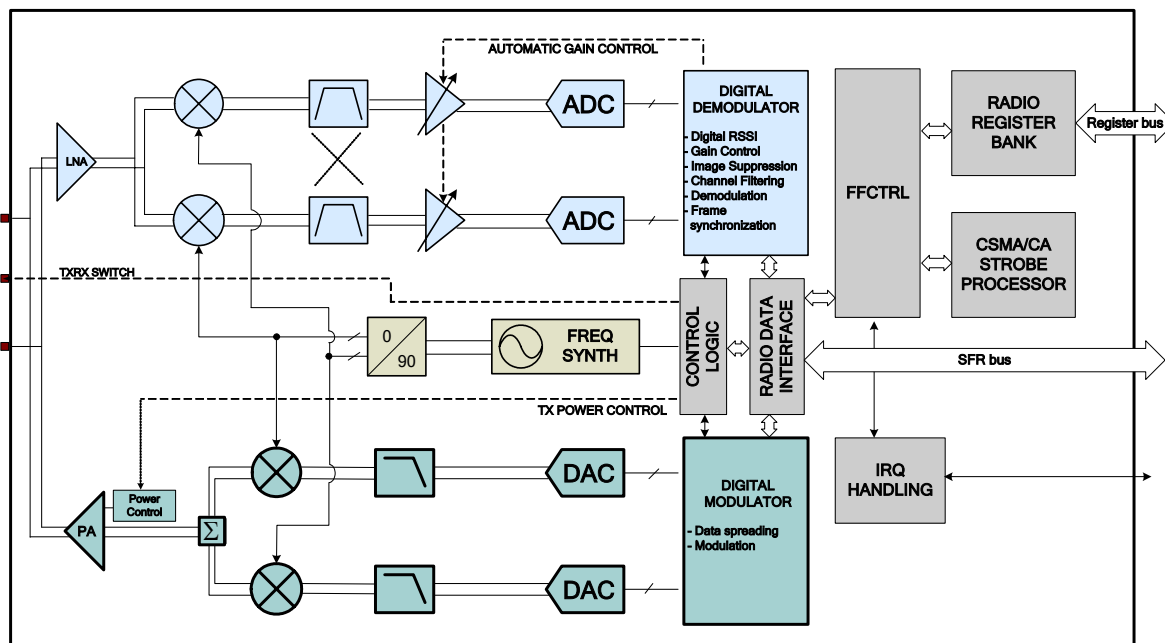 AUTOMATIC GAIN CONTROL
LNA
ADC
ADC
DIGITAL
DEMODULATOR
- Digital RSSI
- Gain Control
- Image Suppression
- Channel Filtering
- Demodulation
- Frame
synchronization
FFCTRL
RADIO
REGISTER
BANK
Register bus
CSMA/CA
STROBE
PROCESSOR
TXRX SWITCH
0
90
FREQ
SYNTH
CONTROL
LOGIC
RADIO DATA
INTERFACE
SFR bus
TX POWER CONTROL
Power
Control
PA
Σ
DAC
DAC
DIGITAL
MODULATOR
- Data spreading
- Modulation
IRQ
HANDLING